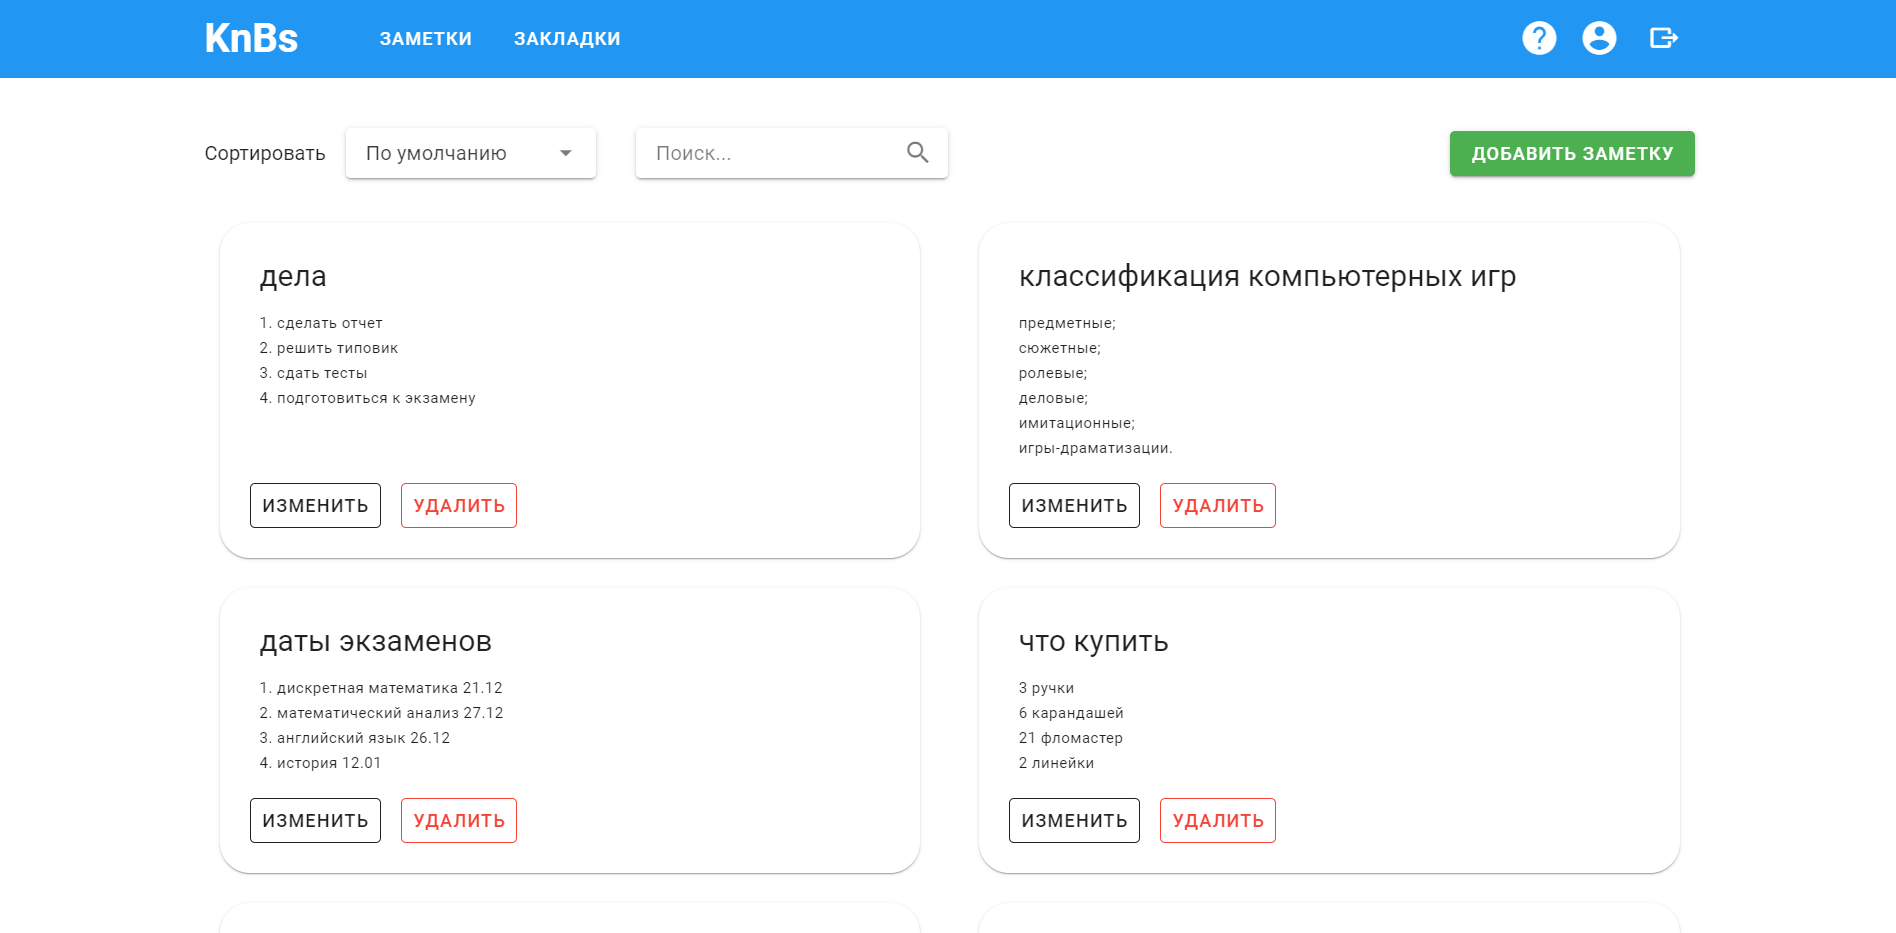 KnBs
ЗАМЕТКИ
ЗАКЛАДКИ
?
Сортировать
По умолчанию
Поиск...
ДОБАВИТЬ ЗАМЕТКУ
дела
1. сделать отчет
2. решить типовик
3. сдать тесты
4. подготовиться к экзамену
ИЗМЕНИТЬ
УДАЛИТЬ
классификация компьютерных игр
предметные;
сюжетные;
ролевые;
деловые;
имитационные;
игры-драматизации.
ИЗМЕНИТЬ
УДАЛИТЬ
даты экзаменов
1. дискретная математика 21.12
2. математический анализ 27.12
3. английский язык 26.12
4. история 12.01
ИЗМЕНИТЬ
УДАЛИТЬ
что купить
3 ручки
6 карандашей
21 фломастер
2 линейки
ИЗМЕНИТЬ
УДАЛИТЬ